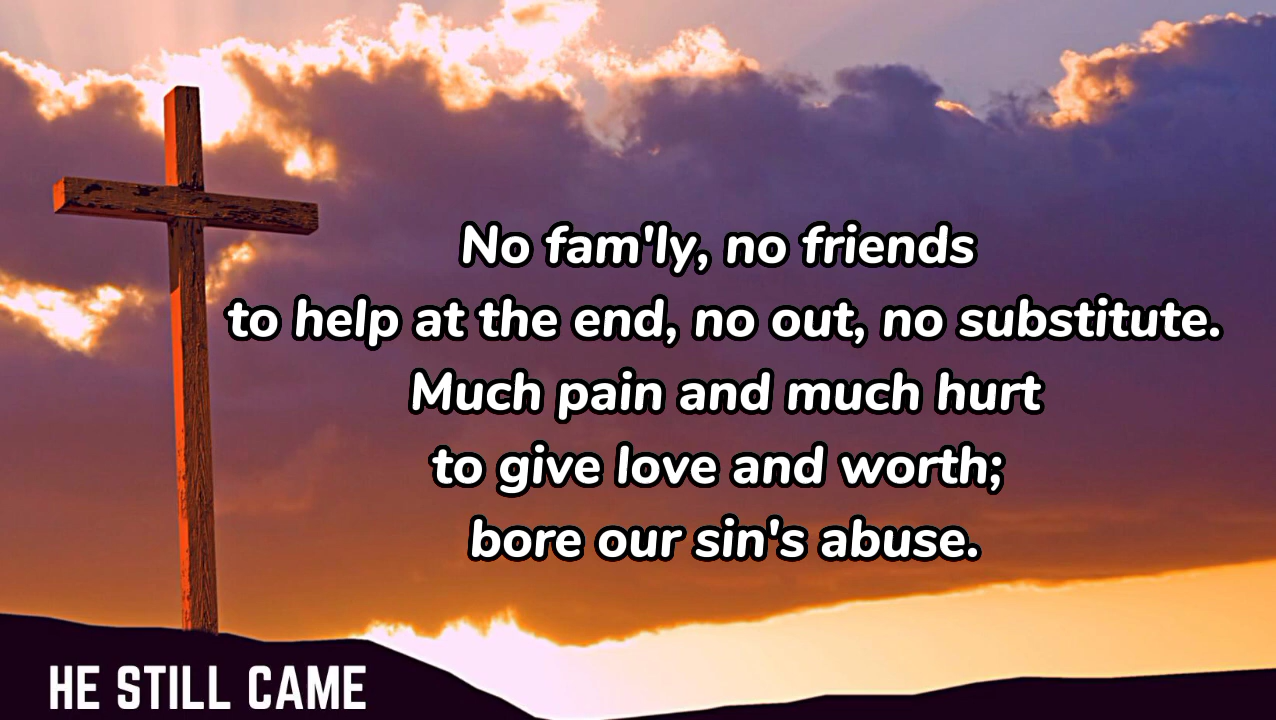 No fam'ly, no friends
to help at the end, no out, no substitute.
Much pain and much hurt
to give love and worth;
bore our sin's abuse.
HE STILL CAME